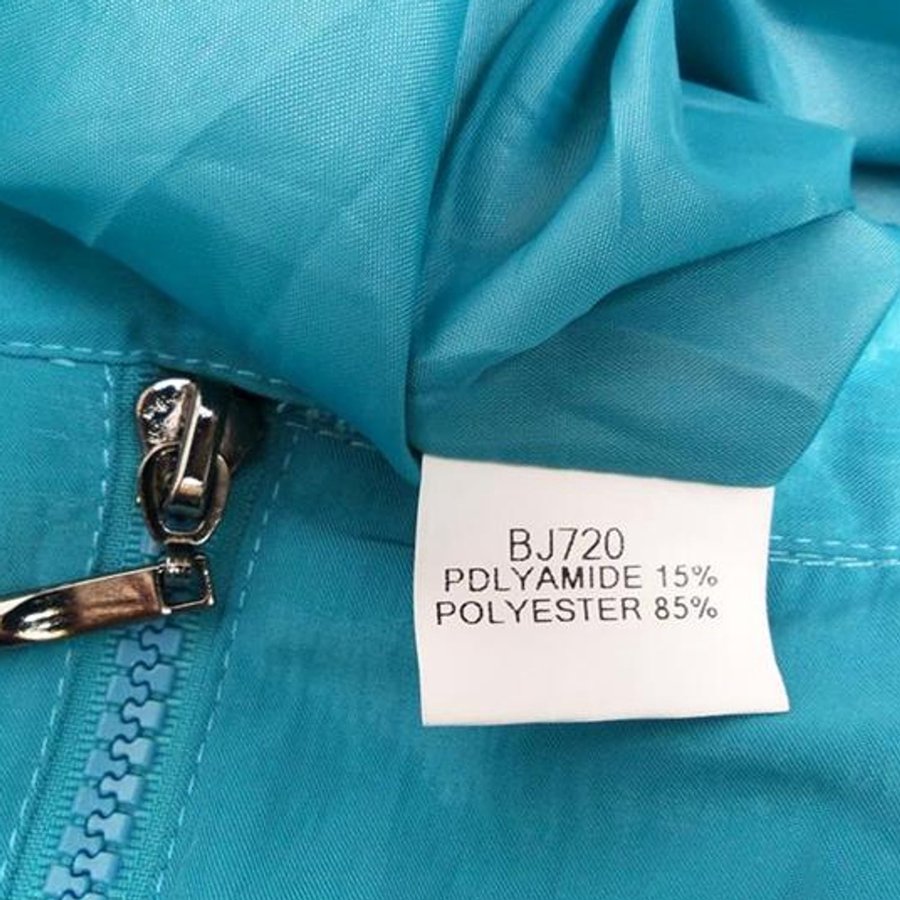 BJ720
PDLYAMIDE 15%
POLYESTER 85%